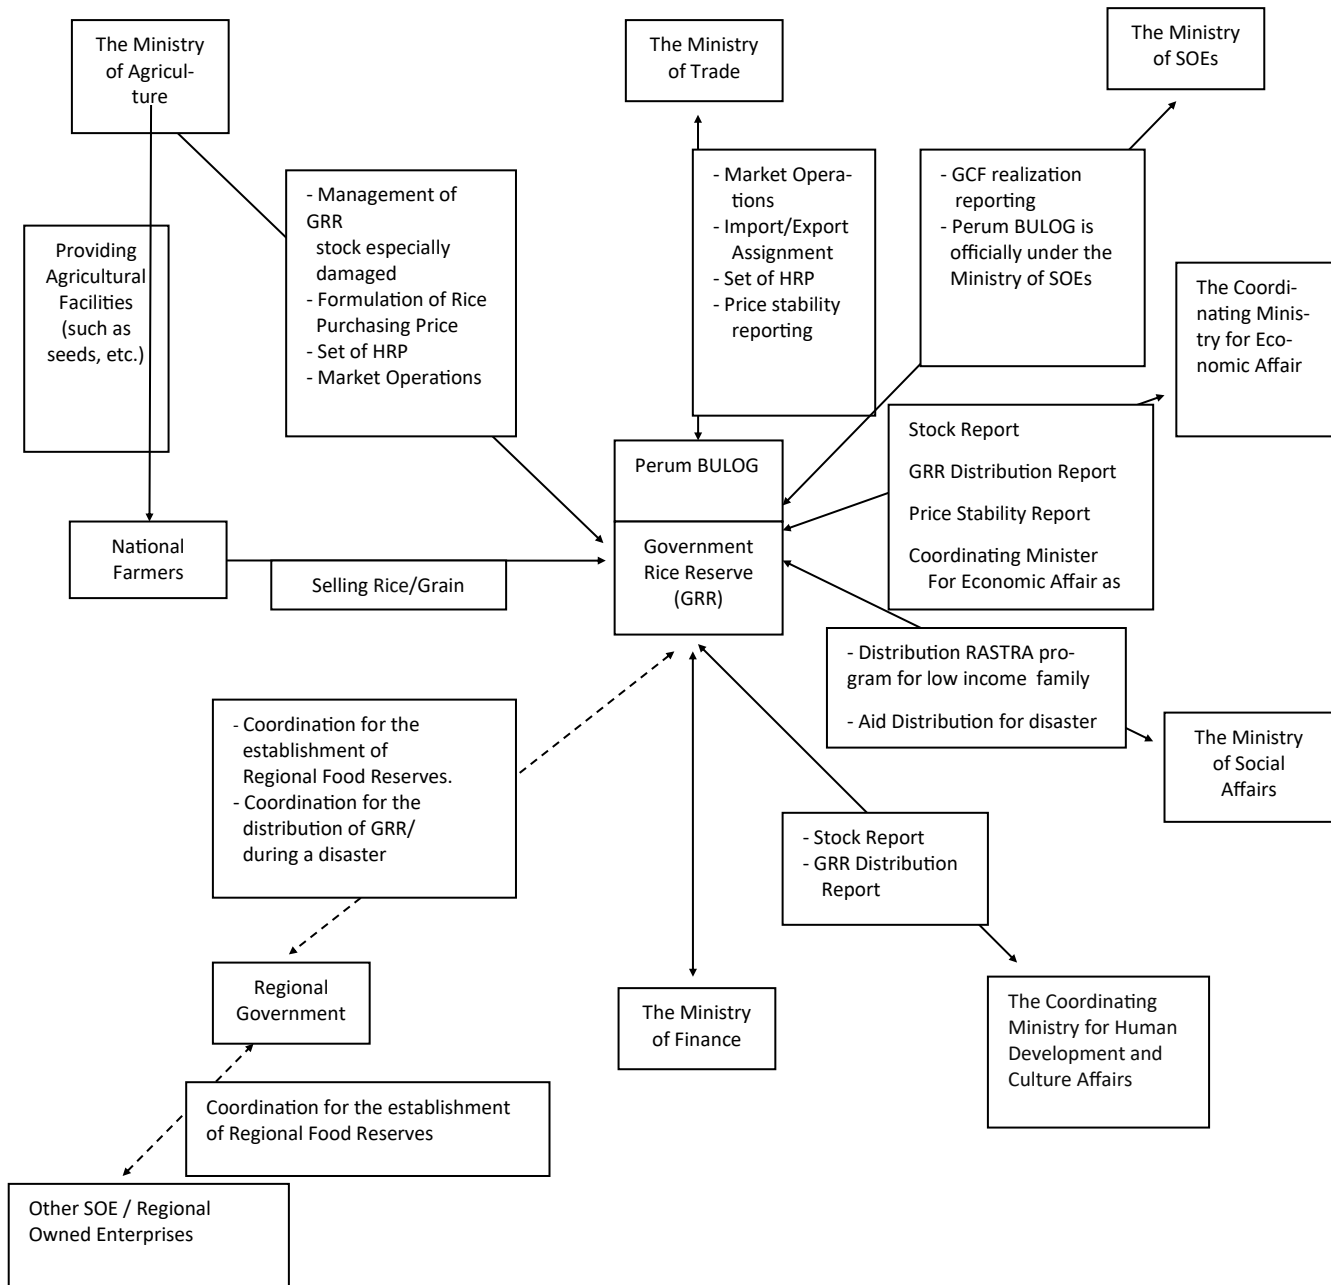 The Ministry
of Agricul-
ture
The Ministry
of Trade
The Ministry
of SOEs
Providing
Agricultural
Facilities
(such as
seeds, etc.)
- Management of
GRR
stock especially
damaged
- Formulation of Rice
Purchasing Price
- Set of HRP
- Market Operations
- Market Opera-
tions
- Import/Export
Assignment
- Set of HRP
- Price stability
reporting
- GCF realization
reporting
- Perum BULOG is
officially under the
Ministry of SOEs
The Coordi-
nating Minis-
try for Eco-
nomic Affair
Stock Report
GRR Distribution Report
Price Stability Report
Coordinating Minister
For Economic Affair as
Perum BULOG
Government
Rice Reserve
(GRR)
National
Farmers
Selling Rice/Grain
- Distribution RASTRA pro-
gram for low income family
- Aid Distribution for disaster
The Ministry
of Social
Affairs
- Coordination for the
establishment of
Regional Food Reserves.
- Coordination for the
distribution of GRR/
during a disaster
- Stock Report
- GRR Distribution
Report
Regional
Government
The Ministry
of Finance
The Coordinating
Ministry for Human
Development and
Culture Affairs
Coordination for the establishment
of Regional Food Reserves
Other SOE / Regional
Owned Enterprises